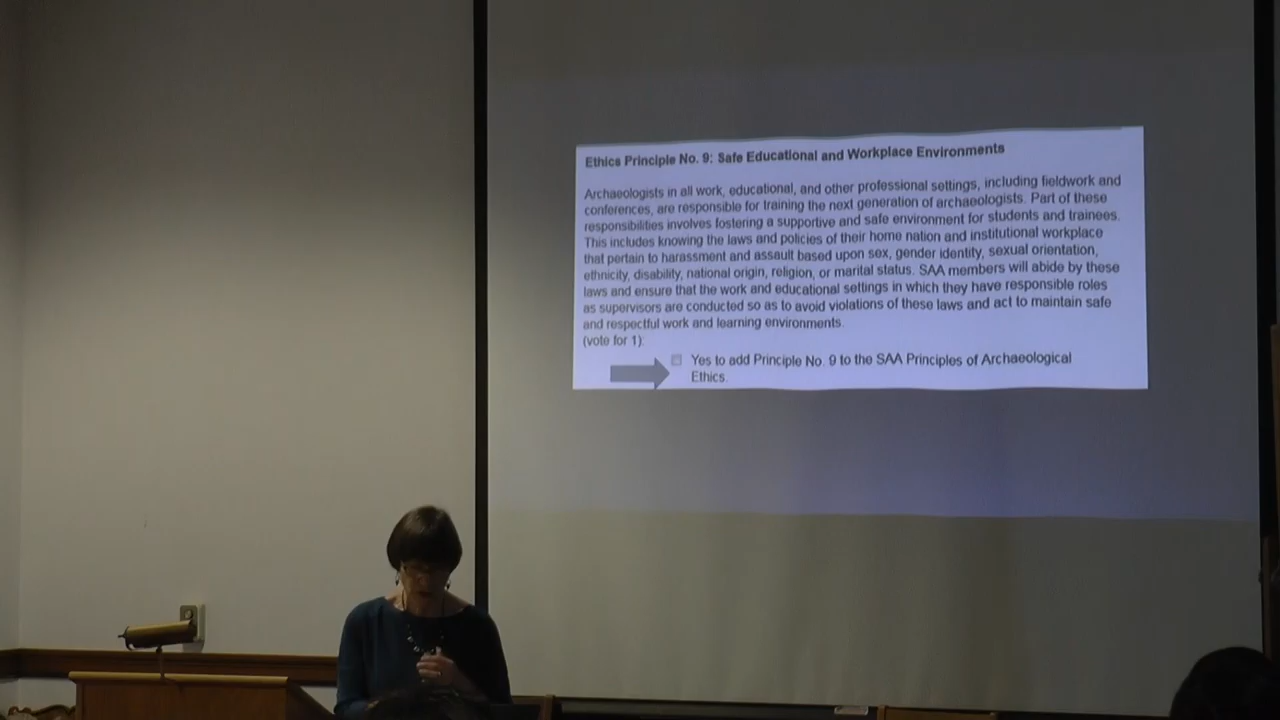 Ethics Principle No. 9: Safe Educational and Workplace Environments
Archaeologists in all work, educational, and other professional settings, including fieldwork and
conferences, are responsible for training the next generation of archaeologists. Part of these
responsibilities involves fostering a supportive and safe environment for students and trainees.
This includes knowing the laws and policies of their home nation and institutional workplace
that pertain to harassment and assault based upon sex, gender identity, sexual orientation,
ethnicity, disability, national origin, religion, or marital status. SAA members will abide by these
laws and ensure that the work and educational settings in which they have responsible roles
as supervisors are conducted so as to avoid violations of these laws and act to maintain safe
and respectful work and learning environments.
(vote for 1):
Yes to add Principle No. 9 to the SAA Principles of Archaeological
Ethics.